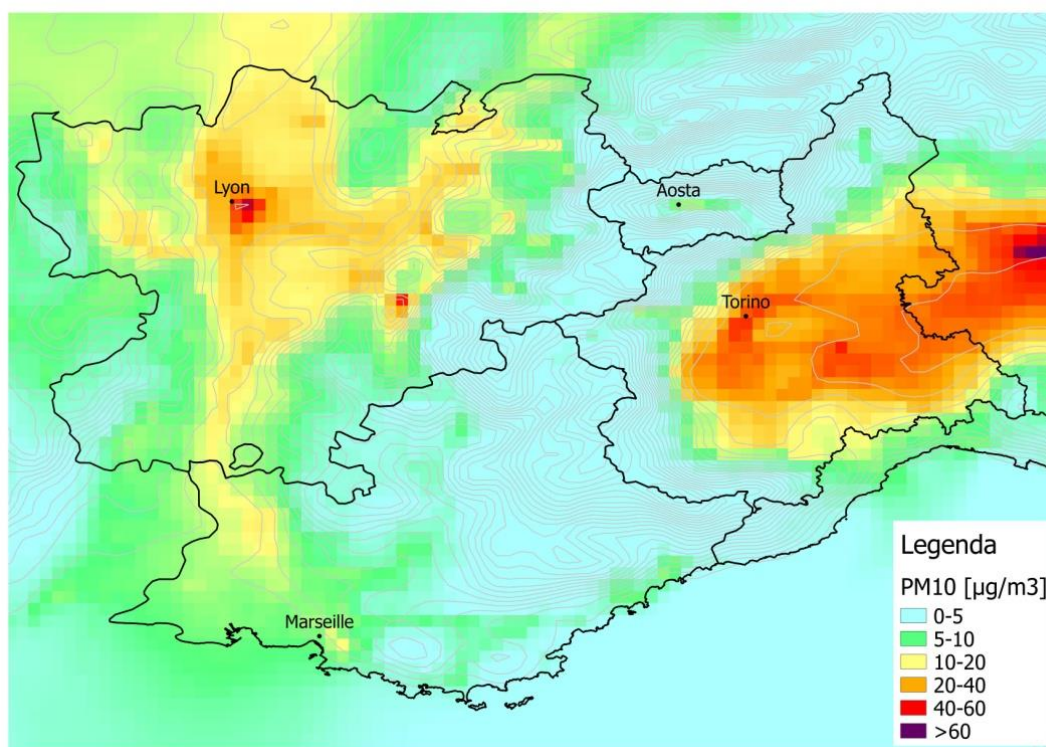 Lyon
Aosta
Torino
Marseille
Legenda
PM10 [µg/m3]
0-5
5-10
10-20
20-40
40-60
>60